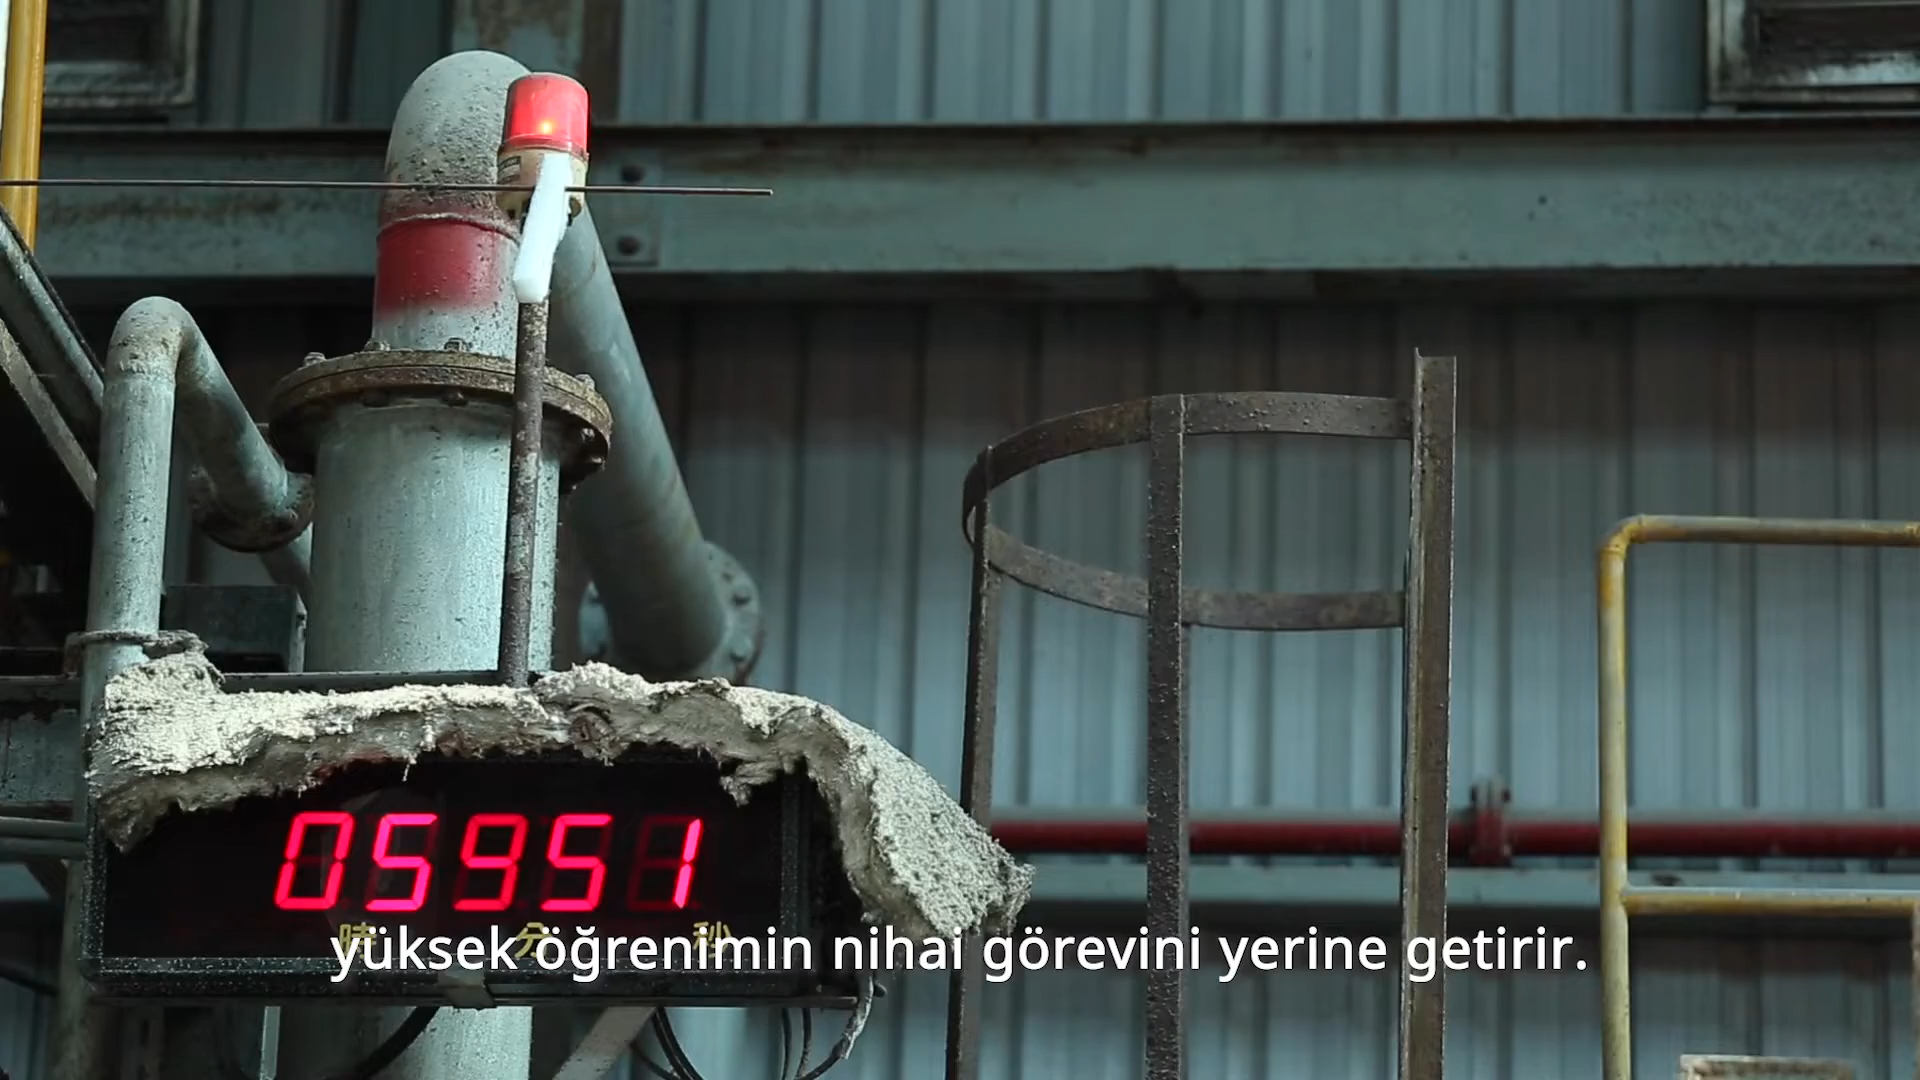 05951
時 分 秒
yüksek öğrenimin nihai görevini yerine getirir.